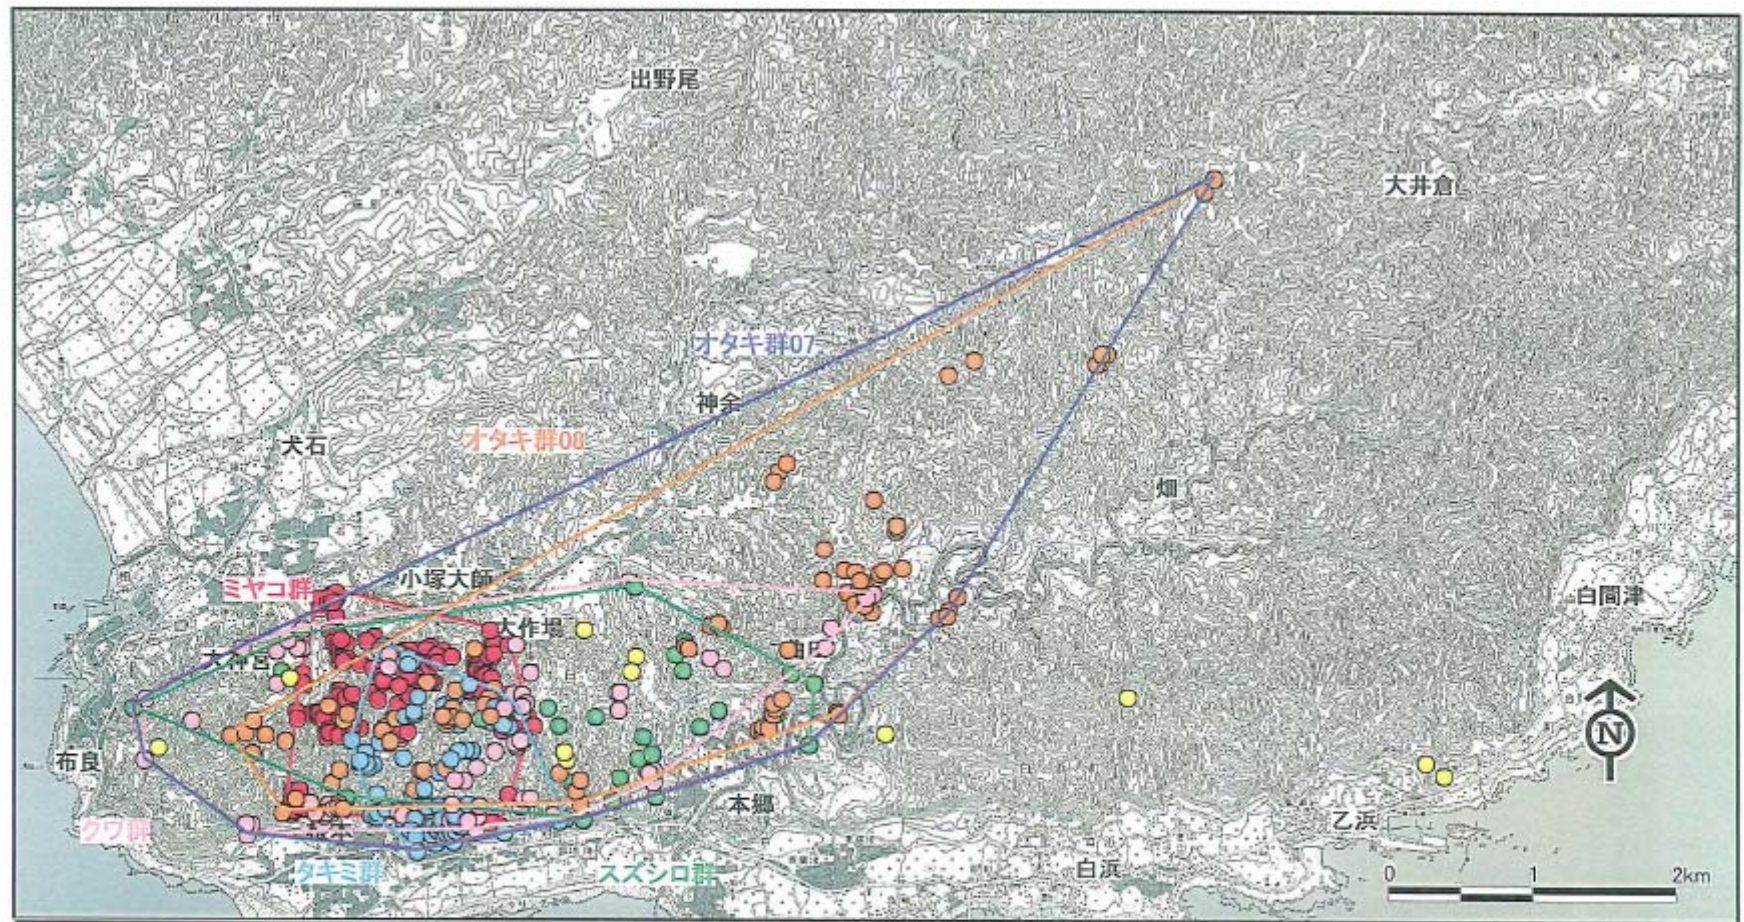 出野尾
大井倉
オタキ群07
神余
オタキ群08
犬石
畑
ミヤコ群
小塚大師
白間津
大作場
大神宮
布良
N
本郷
乙浜
クワ群
タキミ群
スズシロ群
白浜
0 1 2km